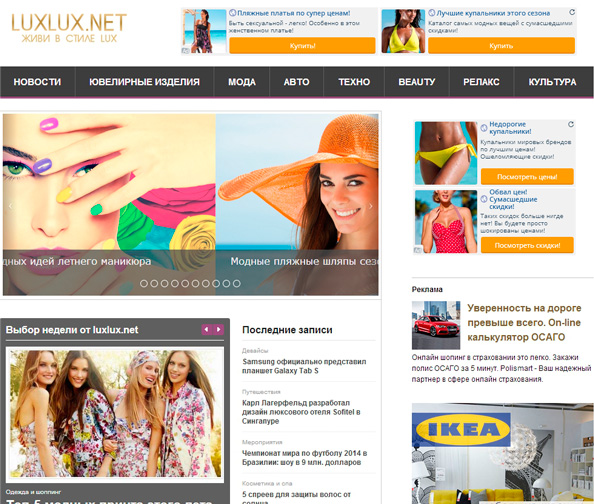 LUXLUX.NET
ЖИВИ В СТИЛЕ LUX
Пляжные платья по супер ценам!
Быть сексуальной - легко! Особенно в этом
женственном платье!
Купить!
Лучшие купальники этого сезона
Каталог самых модных вещей с сумасшедшими
скидками!
Купить!
НОВОСТИ
ЮВЕЛИРНЫЕ ИЗДЕЛИЯ
МОДА
АВТО
ТЕХНО
BEAUTY
РЕЛАКС
КУЛЬТУРА
дных идей летнего маникюра
Модные пляжные шляпы сезо
Недорогие
купальники!
Купальники мировых брендов
по лучшим ценам!
Ошеломляющие скидки!
Посмотреть цены!
Обвал цен!
Сумасшедшие
скидки!
Таких скидок больше нигде
нет! Вы будете просто
шокированы ценами!
Посмотреть скидки!
Реклама
Уверенность на дороге
превыше всего. On-line
калькулятор ОСАГО
Онлайн шопинг в страховании это легко. Закажи
полис ОСАГО за 5 минут. Polismart - Ваш надежный
партнер в сфере онлайн страхования.
IKEA
Выбор недели от luxlux.net
Одежда и шоппинг
Последние записи
Девайсы
Samsung официально представил
планшет Galaxy Tab S
Путешествия
Карл Лагерфельд разработал
дизайн люксового отеля Sofitel в
Сингапуре
Мероприятия
Чемпионат мира по футболу 2014 в
Бразилии: шоу в 9 млн. долларов
Косметика и спа
5 спреев для защиты волос от